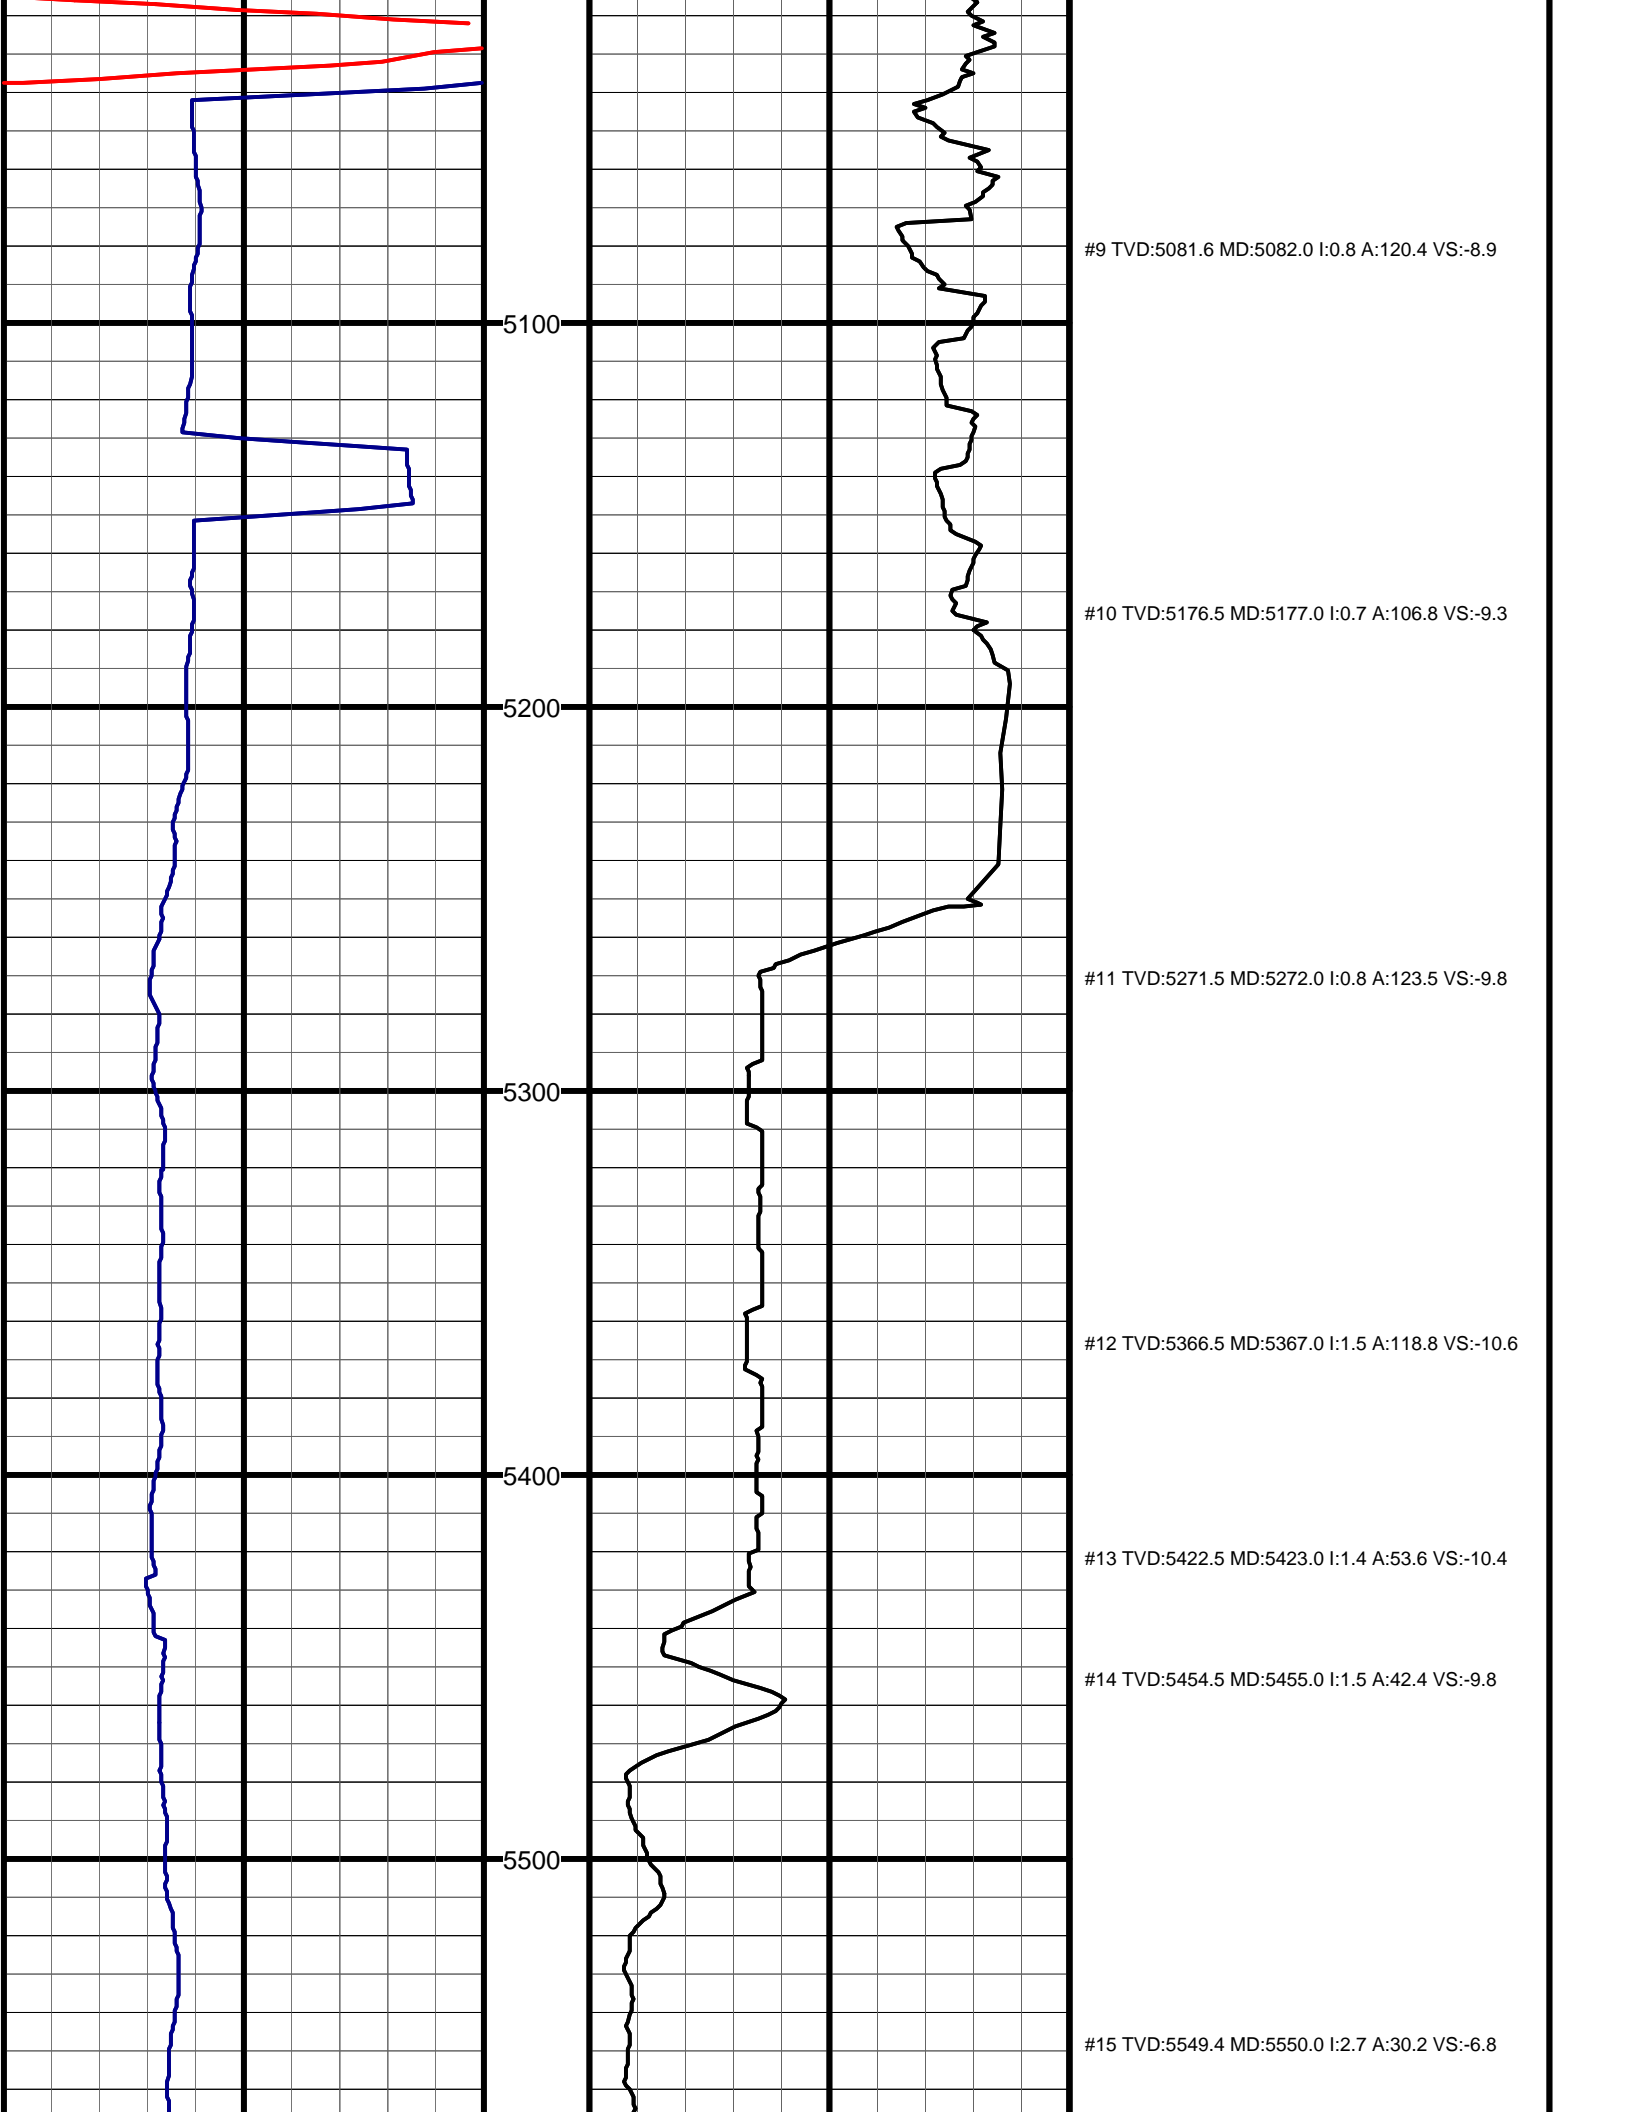 #9 TVD:5081.6 MD:5082.0 I:0.8 A:120.4 VS:-8.9
5100
#10 TVD:5176.5 MD:5177.0 I:0.7 A:106.8 VS:-9.3
5200
#11 TVD:5271.5 MD:5272.0 I:0.8 A:123.5 VS:-9.8
5300
#12 TVD:5366.5 MD:5367.0 I:1.5 A:118.8 VS:-10.6
5400
#13 TVD:5422.5 MD:5423.0 I:1.4 A:53.6 VS:-10.4
#14 TVD:5454.5 MD:5455.0 I:1.5 A:42.4 VS:-9.8
5500
#15 TVD:5549.4 MD:5550.0 I:2.7 A:30.2 VS:-6.8